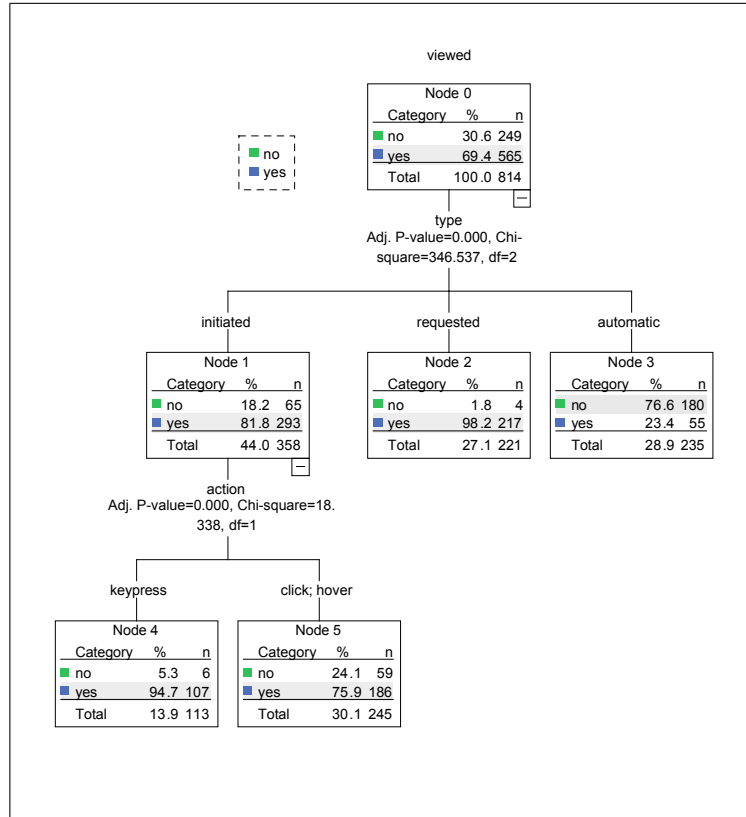 viewed
Node 0
Category % n
no 30.6 249
yes 69.4 565
Total 100.0 814
no
yes
type
Adj. P-value=0.000, Chi-
square=346.537, df=2
initiated requested automatic
Node 1
Category % n
no 18.2 65
yes 81.8 293
Total 44.0 358
Node 2
Category % n
no 1.8 4
yes 98.2 217
Total 27.1 221
Node 3
Category % n
no 76.6 180
yes 23.4 55
Total 28.9 235
action
Adj. P-value=0.000, Chi-square=18.
338, df=1
keypress click; hover
Node 4
Category % n
no 5.3 6
yes 94.7 107
Total 13.9 113
Node 5
Category % n
no 24.1 59
yes 75.9 186
Total 30.1 245